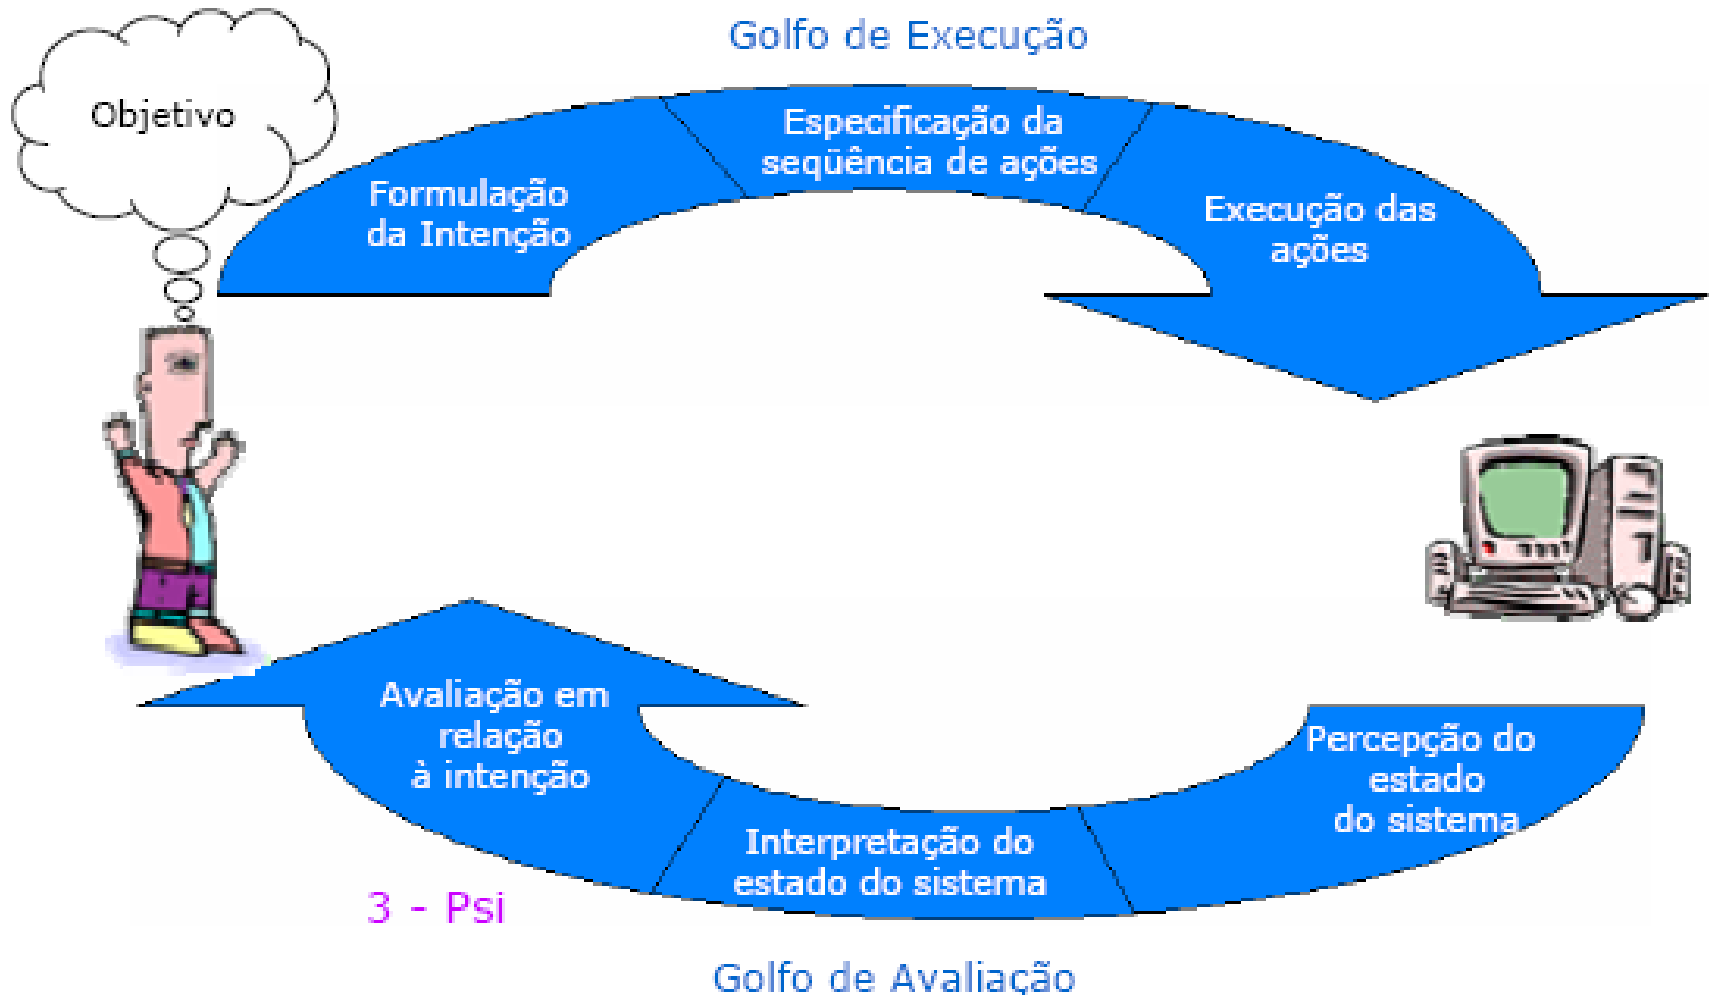 Golfo de Execução
Objetivo
Formulação
da Intenção
Especificação da
seqüência de ações
Execução das
ações
Percepção do
estado
do sistema
Interpretação do
estado do sistema
Avaliação em
relação
à intenção
3 - Psi
Golfo de Avaliação